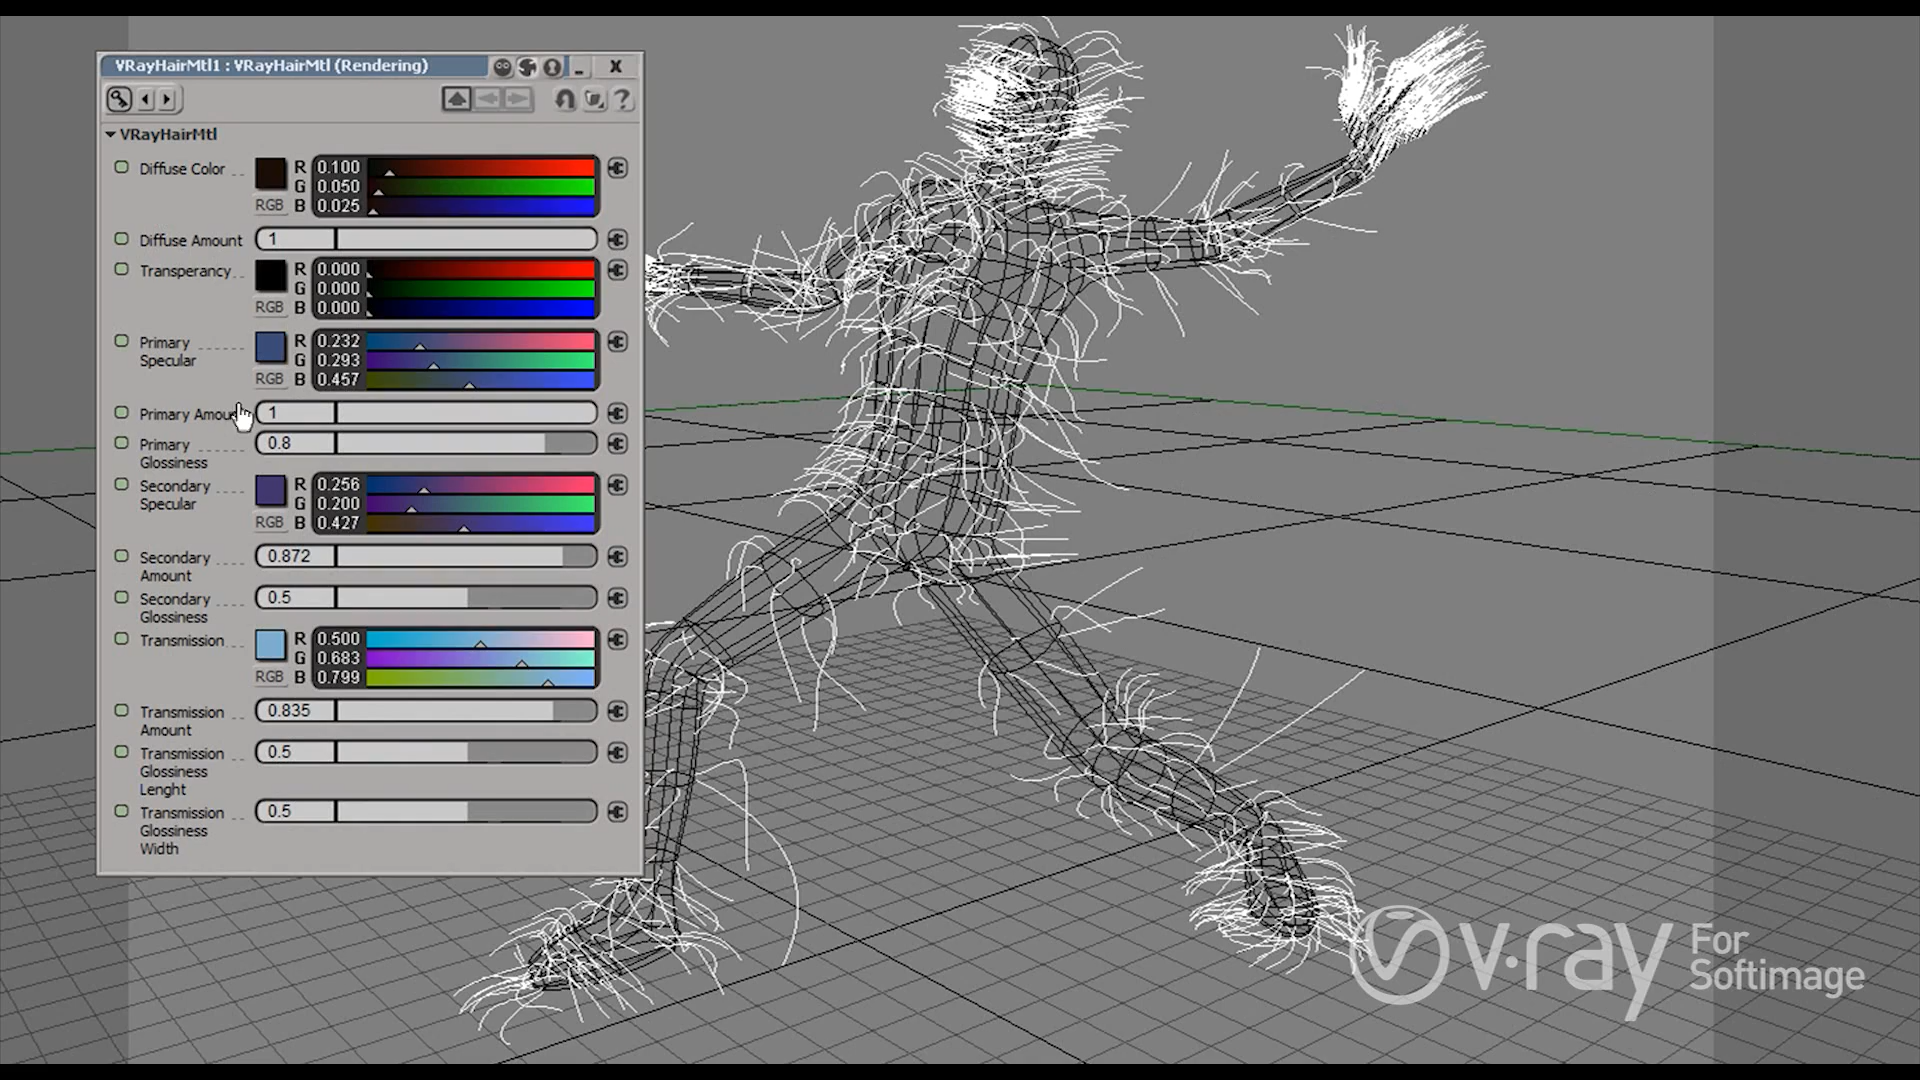 VRayHairMtl1 : VRayHairMtl (Rendering)
VRayHairMtl
Diffuse Color
R 0.100
G 0.050
RGB B 0.025
Diffuse Amount 1
Transperancy
R 0.000
G 0.000
RGB B 0.000
Primary
Specular
R 0.232
G 0.293
RGB B 0.457
Primary Amou 1
Primary
Glossiness
0.8
Secondary
Specular
R 0.256
G 0.200
RGB B 0.427
Secondary
Amount
0.872
Secondary
Glossiness
0.5
Transmission
R 0.500
G 0.683
RGB B 0.799
Transmission
Amount
0.835
Transmission
Glossiness
Lenght
0.5
Transmission
Glossiness
Width
0.5
v·ray For
Softimage